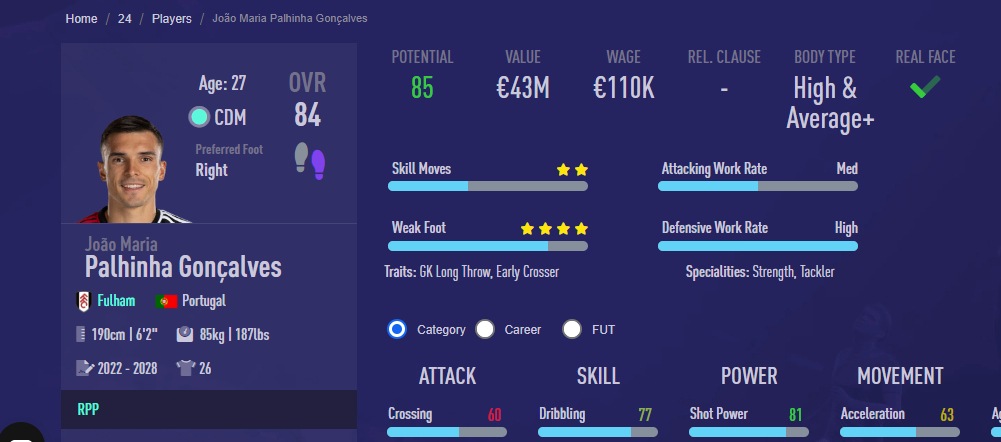 Home / 24 / Players / João Maria Palhinha Gonçalves
Age: 27
OVR
CDM
84
Preferred Foot
Right
João Maria
Palhinha Gonçalves
Fulham Portugal
190cm | 6'2" 85kg | 187lbs
2022 - 2028 26
RPP
POTENTIAL VALUE WAGE REL. CLAUSE BODY TYPE REAL FACE
85 €43M €110K - High &
Average+
Skill Moves Attacking Work Rate Med
Weak Foot Defensive Work Rate High
Traits: GK Long Throw, Early Crosser Specialities: Strength, Tackler
Category Career FUT
ATTACK SKILL POWER MOVEMENT
Crossing 60 Dribbling 77 Shot Power 81 Acceleration 63